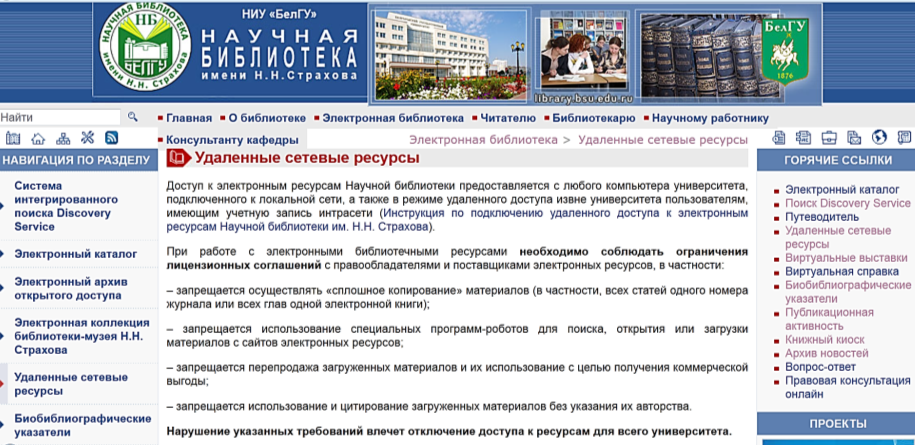 НАУЧНАЯ БИБЛИОТЕКА
НБ
БЕЛГУ
ИМЕНИ Н.Н. СТРАХОВА
НИУ «БелГУ»
НАУЧНАЯ
БИБЛИОТЕКА
имени Н.Н.Страхова
library.bsu.edu.ru
БелГУ
1876
Найти
Главная
О библиотеке
Электронная библиотека
Читателю
Библиотекарю
Научному работнику
Консультанту кафедры
Электронная библиотека > Удаленные сетевые ресурсы
НАВИГАЦИЯ ПО РАЗДЕЛУ
Система
интегрированного
поиска Discovery
Service
Электронный каталог
Электронный архив
открытого доступа
Электронная коллекция
библиотеки-музея Н.Н.
Страхова
Удаленные сетевые
ресурсы
Биобиблиографические
указатели
Удаленные сетевые ресурсы
Доступ к электронным ресурсам Научной библиотеки предоставляется с любого компьютера университета,
подключенного к локальной сети, а также в режиме удаленного доступа извне университета пользователям,
имеющим учетную запись интрасети (Инструкция по подключению удаленного доступа к электронным
ресурсам Научной библиотеки им. Н.Н. Страхова).
При работе с электронными библиотечными ресурсами необходимо соблюдать ограничения
лицензионных соглашений с правообладателями и поставщиками электронных ресурсов, в частности:
– запрещается осуществлять «сплошное копирование» материалов (в частности, всех статей одного номера
журнала или всех глав одной электронной книги);
– запрещается использование специальных программ-роботов для поиска, открытия или загрузки
материалов с сайтов электронных ресурсов;
– запрещается перепродажа загруженных материалов и их использование с целью получения коммерческой
выгоды;
– запрещается использование и цитирование загруженных материалов без указания их авторства.
Нарушение указанных требований влечет отключение доступа к ресурсам для всего университета.
ГОРЯЧИЕ ССЫЛКИ
Электронный каталог
Поиск Discovery Service
Путеводитель
Удаленные сетевые
ресурсы
Виртуальные выставки
Виртуальная справка
Биобиблиографические
указатели
Публикационная
активность
Книжный киоск
Архив новостей
Вопрос-ответ
Правовая консультация
онлайн
ПРОЕКТЫ